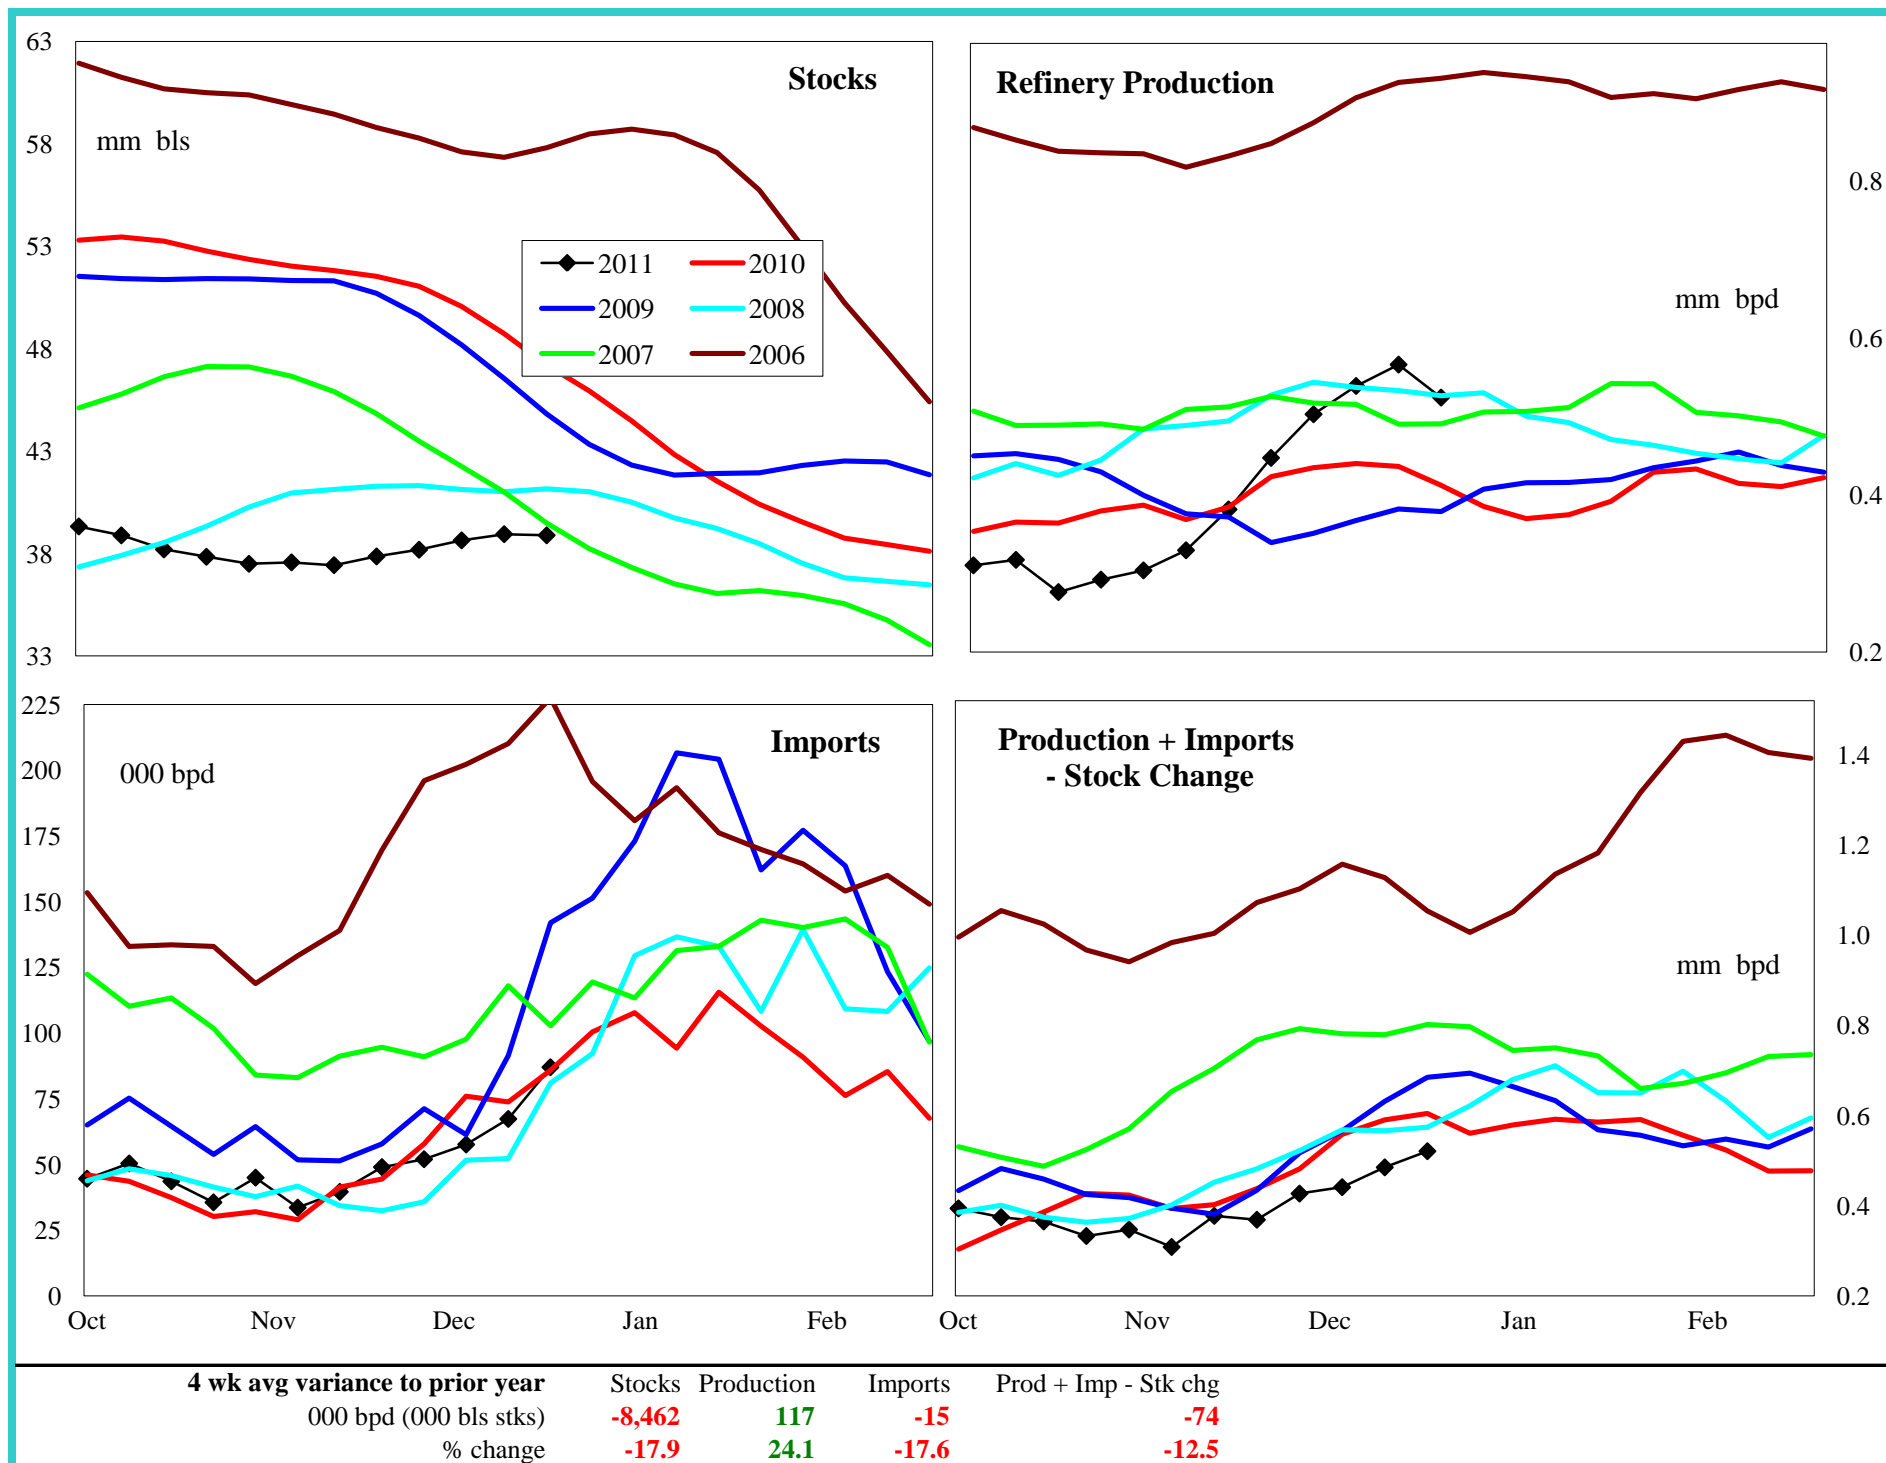 Stocks
mm bls
63
58
53
48
43
38
33
2011 2010
2009 2008
2007 2006
Refinery Production
mm bpd
0.8
0.6
0.4
0.2
Imports
000 bpd
225
200
175
150
125
100
75
50
25
0
Oct Nov Dec Jan Feb
Production + Imports
- Stock Change
mm bpd
1.4
1.2
1.0
0.8
0.6
0.4
0.2
Oct Nov Dec Jan Feb
4 wk avg variance to prior year Stocks Production Imports Prod + Imp - Stk chg
000 bpd (000 bls stks) -8,462 117 -15 -74
% change -17.9 24.1 -17.6 -12.5